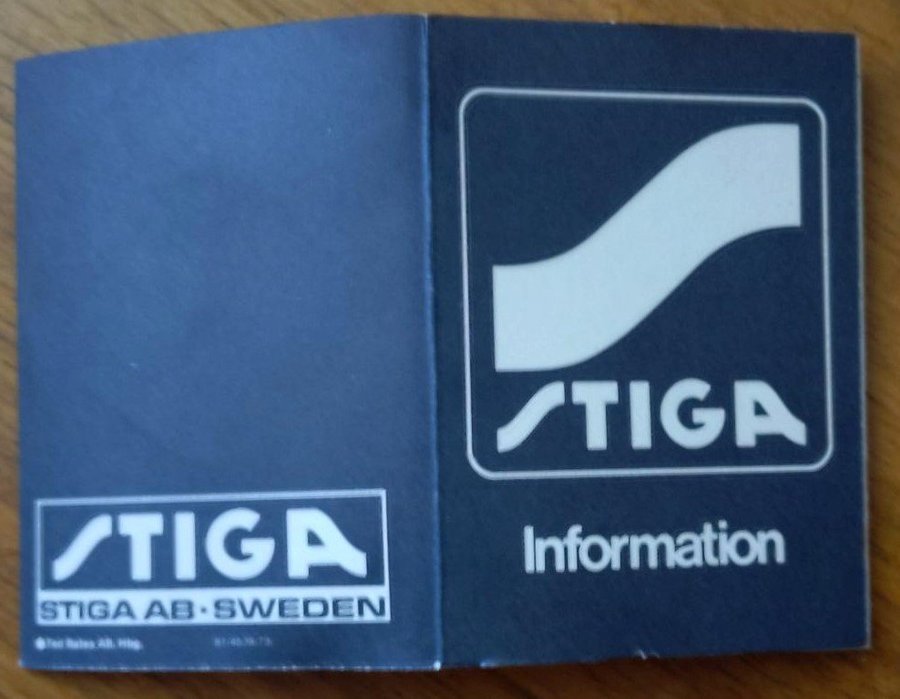 STIGA
STIGA AB · SWEDEN
STIGA
Information